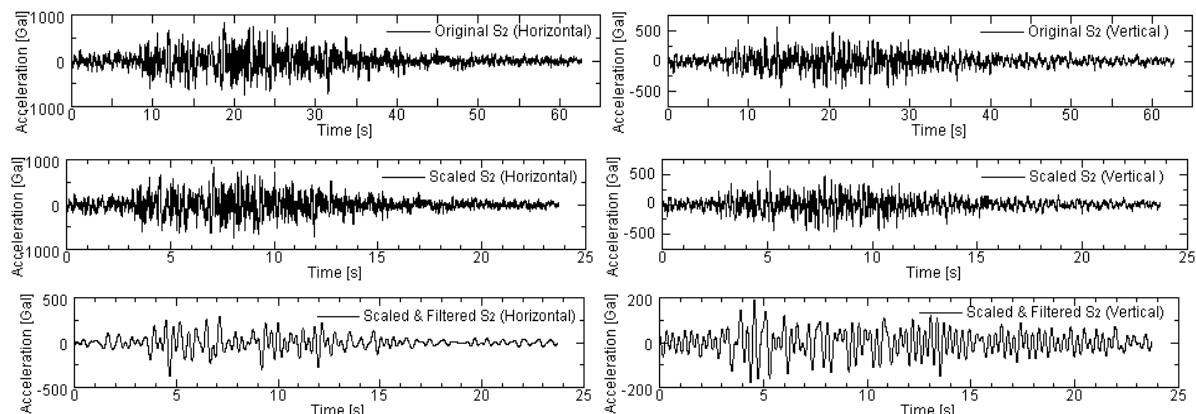 1000
0
1000
Acceleration [Gal]
Original S2 (Horizontal)
0 10 20 30 40 50 60
Time [s]
500
0
-500
Acceleration [Gal]
Original S2 (Vertical )
0 10 20 30 40 50 60
Time [s]
1000
0
1000
Acceleration [Gal]
Scaled S2 (Horizontal)
0 5 10 15 20 25
Time [s]
500
0
-500
Acceleration [Gal]
Scaled S2 (Vertical )
0 5 10 15 20 25
Time [s]
500
0
-500
Acceleration [Gal]
Scaled & Filtered S2 (Horizontal)
0 5 10 15 20 25
Time [s]
200
0
-200
Acceleration [Gal]
Scaled & Filtered S2 (Vertical)
0 5 10 15 20 25
Time [s]